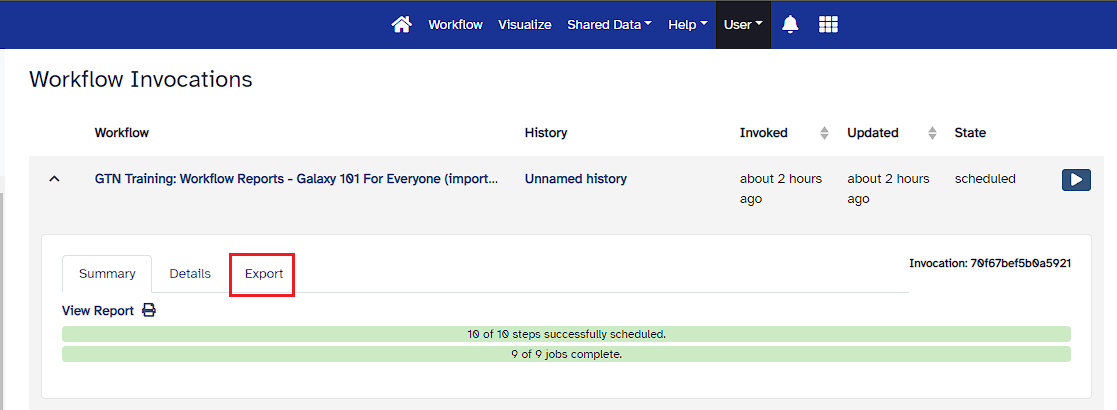 Workflow Visualize Shared Data Help User
Workflow Invocations
Workflow History Invoked Updated State
GTN Training: Workflow Reports - Galaxy 101 For Everyone (import... Unnamed history about 2 hours about 2 hours scheduled
ago ago
Summary Details Export Invocation: 70f67bef5b0a5921
View Report
10 of 10 steps successfully scheduled.
9 of 9 jobs complete.